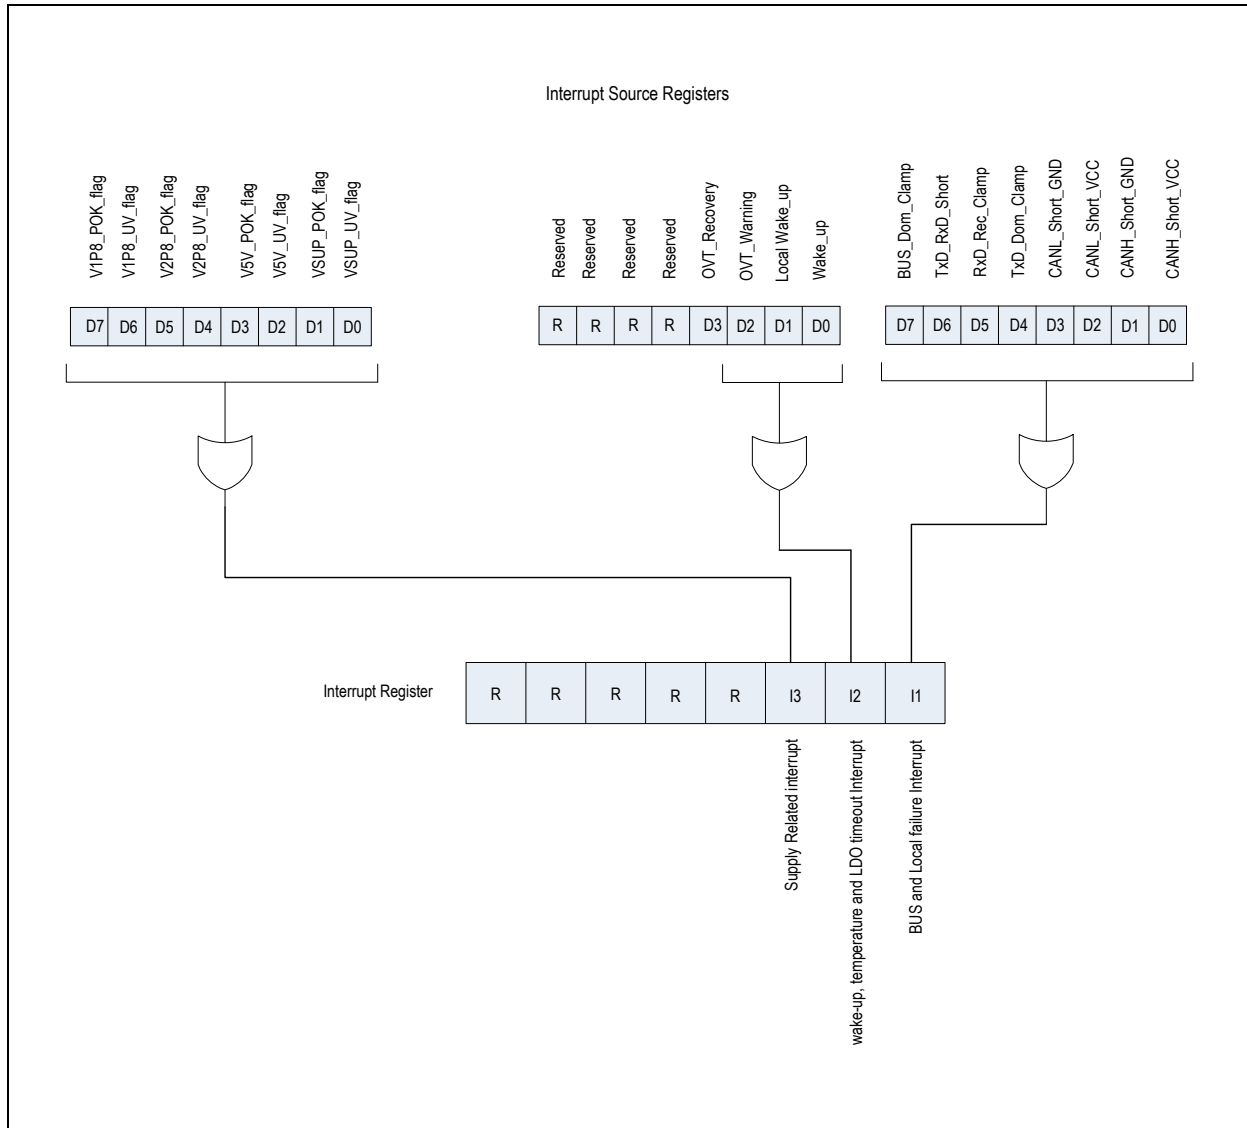 Interrupt Source Registers
V1P8_POK_flag
V1P8_UV_flag
V2P8_POK_flag
V2P8_UV_flag
V5V_POK_flag
V5V_UV_flag
VSUP_POK_flag
VSUP_UV_flag
D7 D6 D5 D4 D3 D2 D1 D0
Reserved
Reserved
Reserved
Reserved
OVT_Recovery
OVT_Warning
Local Wake_up
Wake_up
R R R R D3 D2 D1 D0
BUS_Dom_Clamp
TxD_RxD_Short
RxD_Rec_Clamp
TxD_Dom_Clamp
CANL_Short_GND
CANL_Short_VCC
CANH_Short_GND
CANH_Short_VCC
D7 D6 D5 D4 D3 D2 D1 D0
Interrupt Register
R R R R R I3 I2 I1
Supply Related interrupt
wake-up, temperature and LDO timeout Interrupt
BUS and Local failure Interrupt